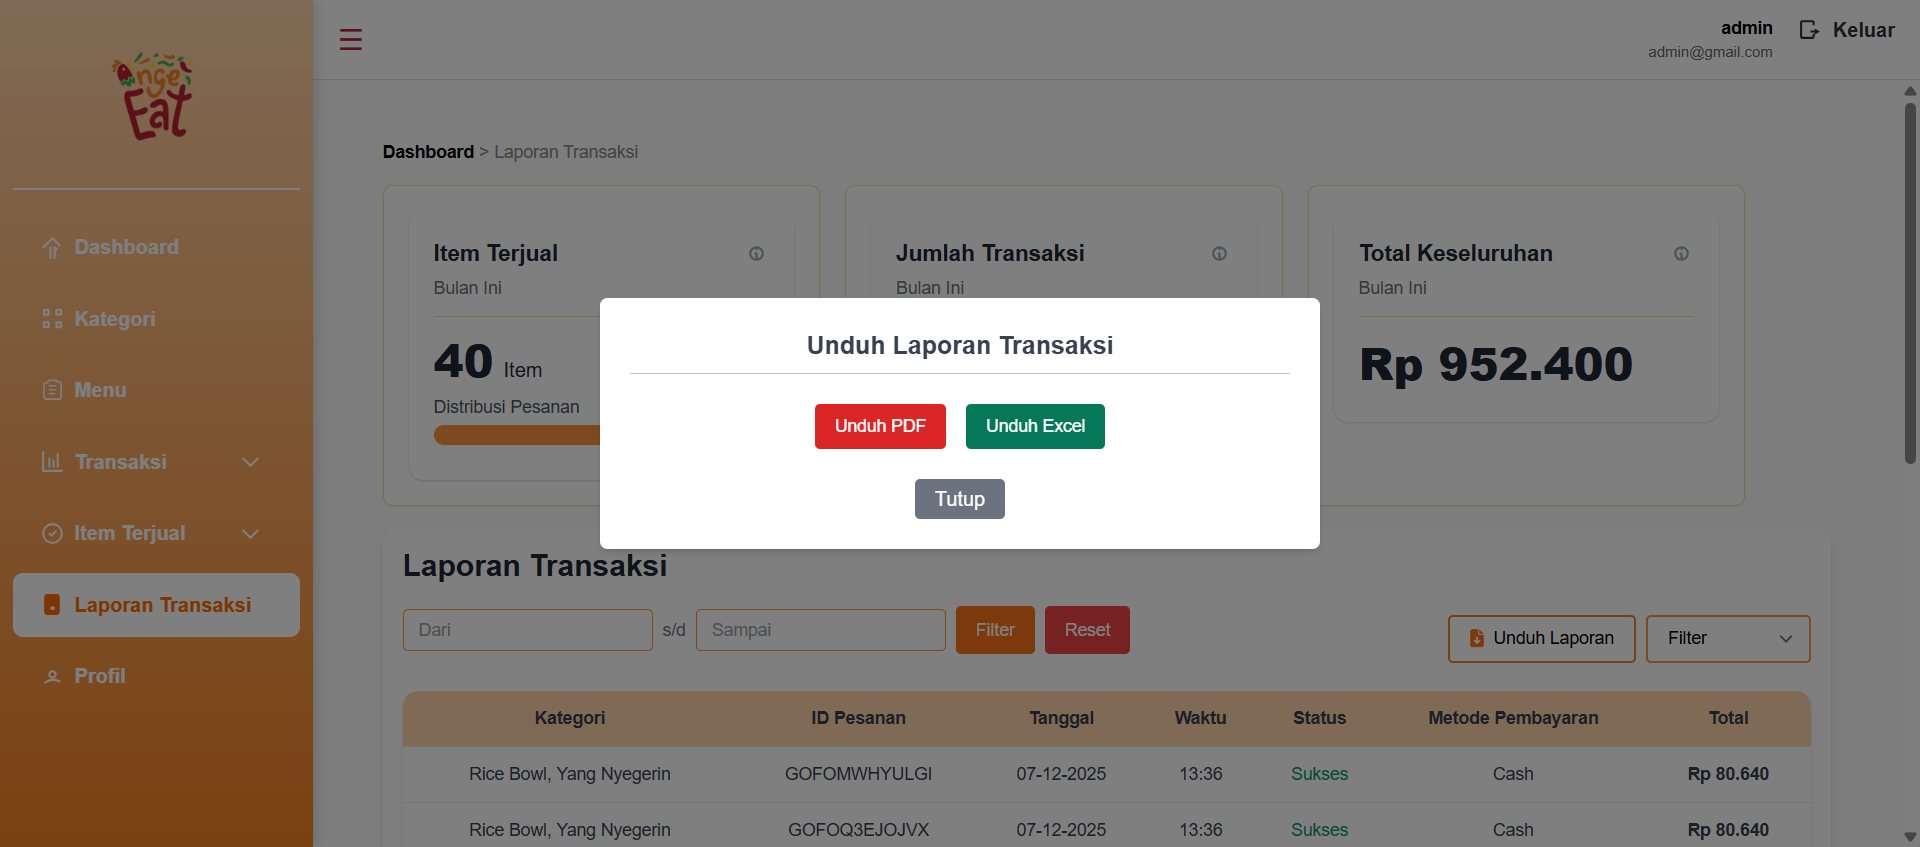 nge
Eat
admin
admin@gmail.com
Keluar
Dashboard > Laporan Transaksi
Dashboard
Kategori
Menu
Transaksi
Item Terjual
Laporan Transaksi
Profil
Item Terjual
Bulan Ini
40 Item
Distribusi Pesanan
Jumlah Transaksi
Bulan Ini
Total Keseluruhan
Bulan Ini
Rp 952.400
Unduh Laporan Transaksi
Unduh PDF Unduh Excel
Tutup
Laporan Transaksi
Dari s/d Sampai Filter Reset
Unduh Laporan Filter
Kategori ID Pesanan Tanggal Waktu Status Metode Pembayaran Total
Rice Bowl, Yang Nyegerin GOFOMWHYULGI 07-12-2025 13:36 Sukses Cash Rp 80.640
Rice Bowl, Yang Nyegerin GOFOQ3EJOJVX 07-12-2025 13:36 Sukses Cash Rp 80.640